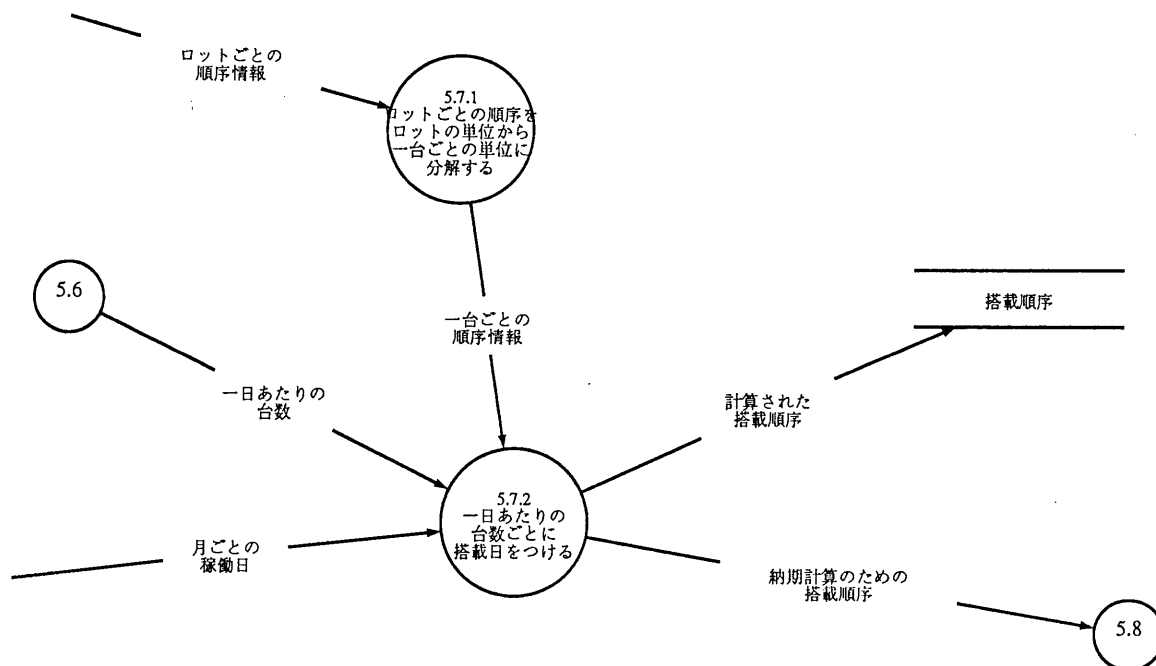 ロットごとの
順序情報
5.7.1
ロットごとの順序を
ロットの単位から
一台ごとの単位に
分解する
5.6
一台ごとの
順序情報
搭載順序
一日あたりの
台数
計算された
搭載順序
5.7.2
一日あたりの
台数ごとに
搭載日をつける
月ごとの
稼働日
納期計算のための
搭載順序
5.8